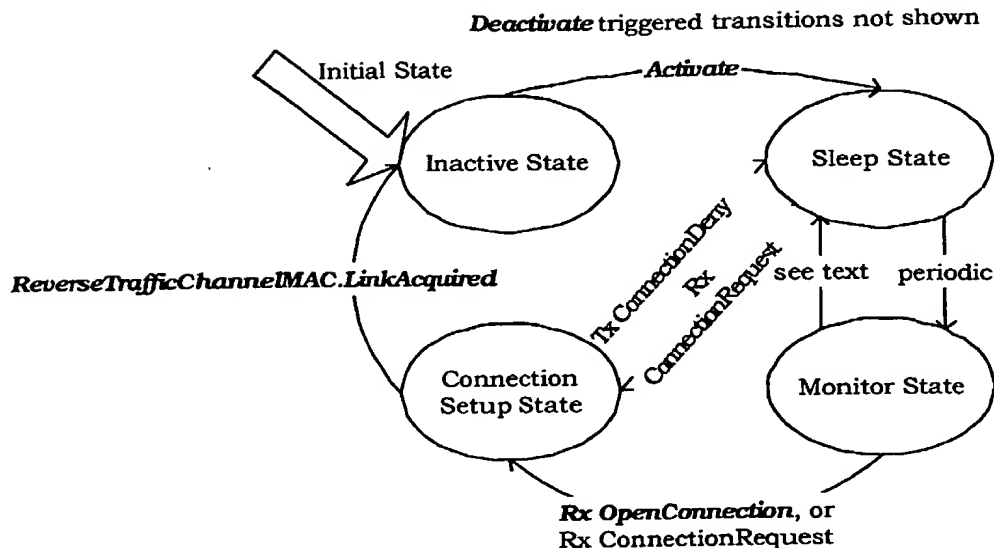 Deactivate triggered transitions not shown
Initial State
Activate
Inactive State
Sleep State
Tx ConnectionDeny
Rx
ConnectionRequest
see text
periodic
ReverseTrafficChannelMAC.LinkAcquired
Connection
Setup State
Monitor State
Rx OpenConnection, or
Rx ConnectionRequest